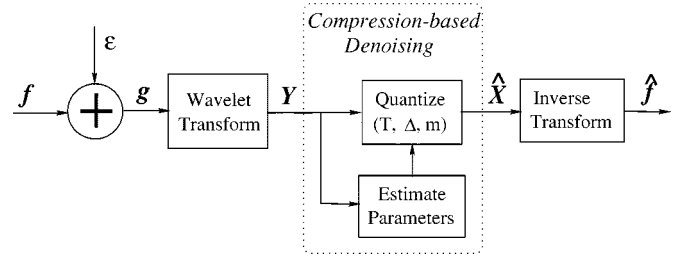 Compression-based
Denoising
ε
f
+
g
Wavelet
Transform
Y
Quantize
(T, Δ, m)
X̂
Inverse
Transform
f̂
Estimate
Parameters